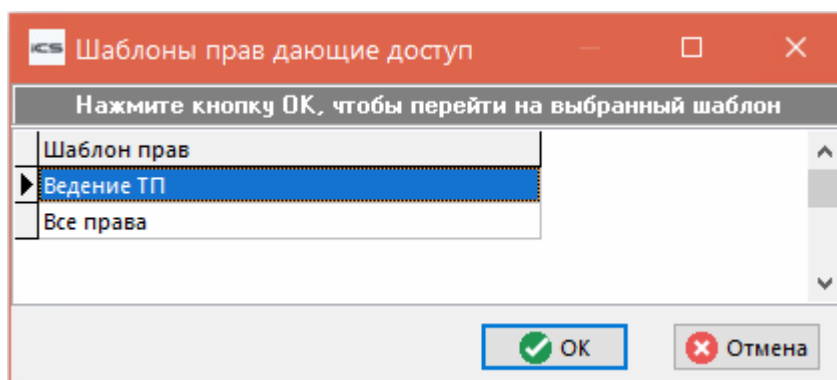 iCS Шаблоны прав дающие доступ
Нажмите кнопку ОК, чтобы перейти на выбранный шаблон
Шаблон прав
Ведение ТП
Все права
ОК Отмена